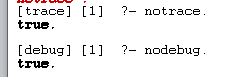 [trace] [1]  ?- notrace.
true.
[debug] [1]  ?- nodebug.
true.